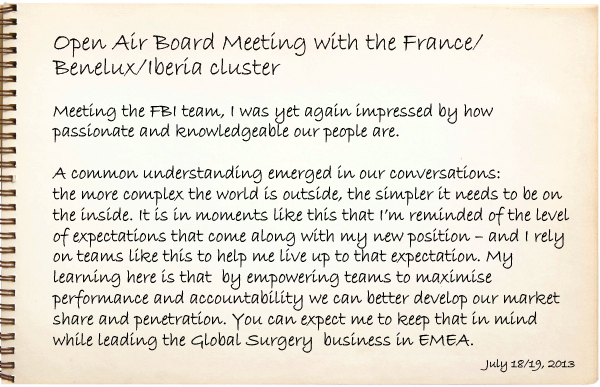 Open Air Board Meeting with the France/
Benelux/Iberia cluster
Meeting the FBI team, I was yet again impressed by how
passionate and knowledgeable our people are.
A common understanding emerged in our conversations:
the more complex the world is outside, the simpler it needs to be on
the inside. It is in moments like this that I'm reminded of the level
of expectations that come along with my new position – and I rely
on teams like this to help me live up to that expectation. My
learning here is that by empowering teams to maximise
performance and accountability we can better develop our market
share and penetration. You can expect me to keep that in mind
while leading the Global Surgery business in EMEA.
July 18/19, 2013